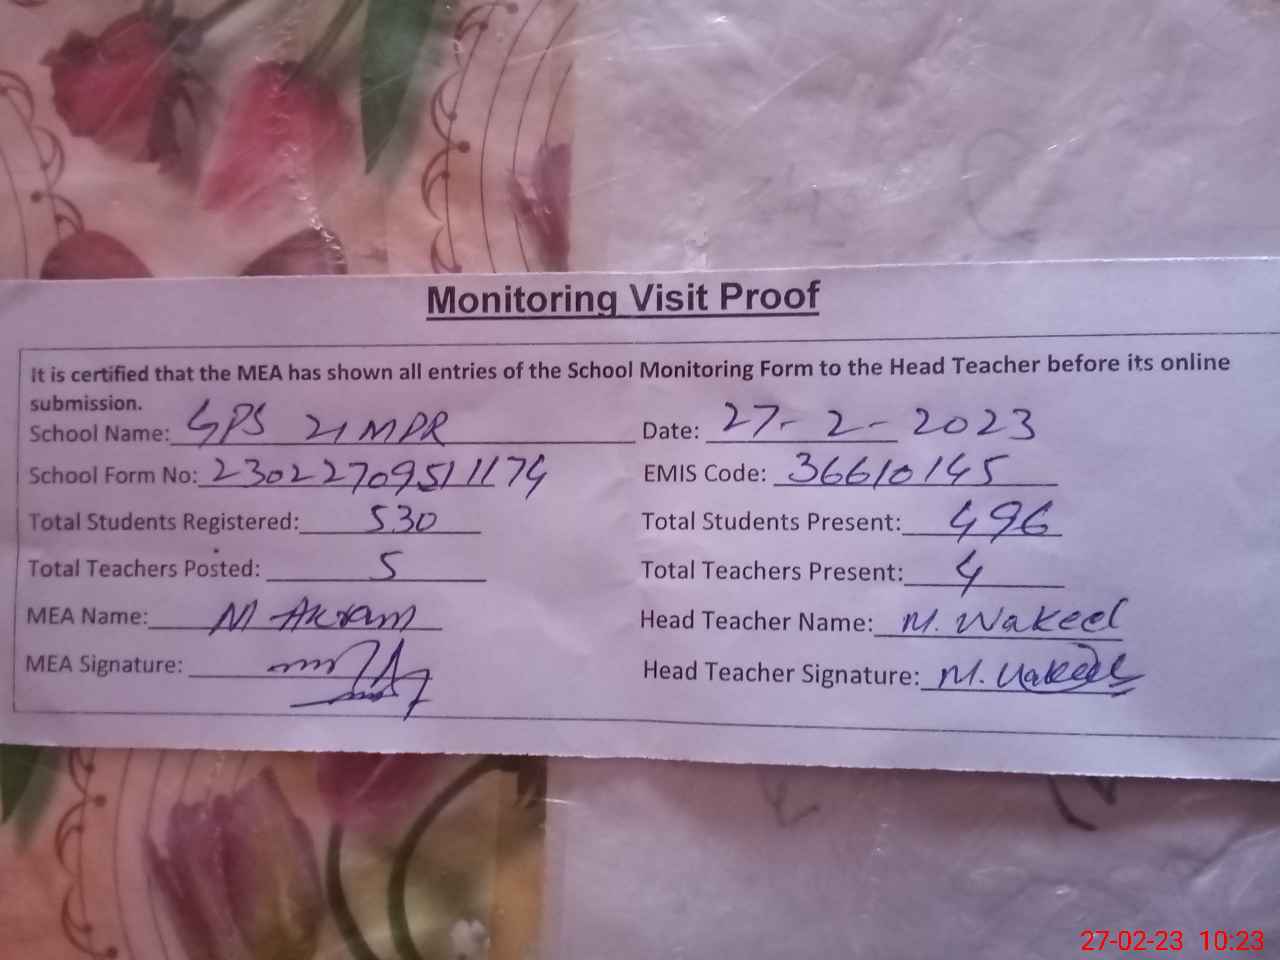 Monitoring Visit Proof
It is certified that the MEA has shown all entries of the School Monitoring Form to the Head Teacher before its online
submission.
School Name: GPS 21 MPR Date: 27-2-2023
School Form No: 23022709511174 EMIS Code: 36610145
Total Students Registered: 530 Total Students Present: 496
Total Teachers Posted: 5 Total Teachers Present: 4
MEA Name: M Akram Head Teacher Name: M. Wakeel
MEA Signature: Head Teacher Signature: M. Wakeel
27-02-23 10:23